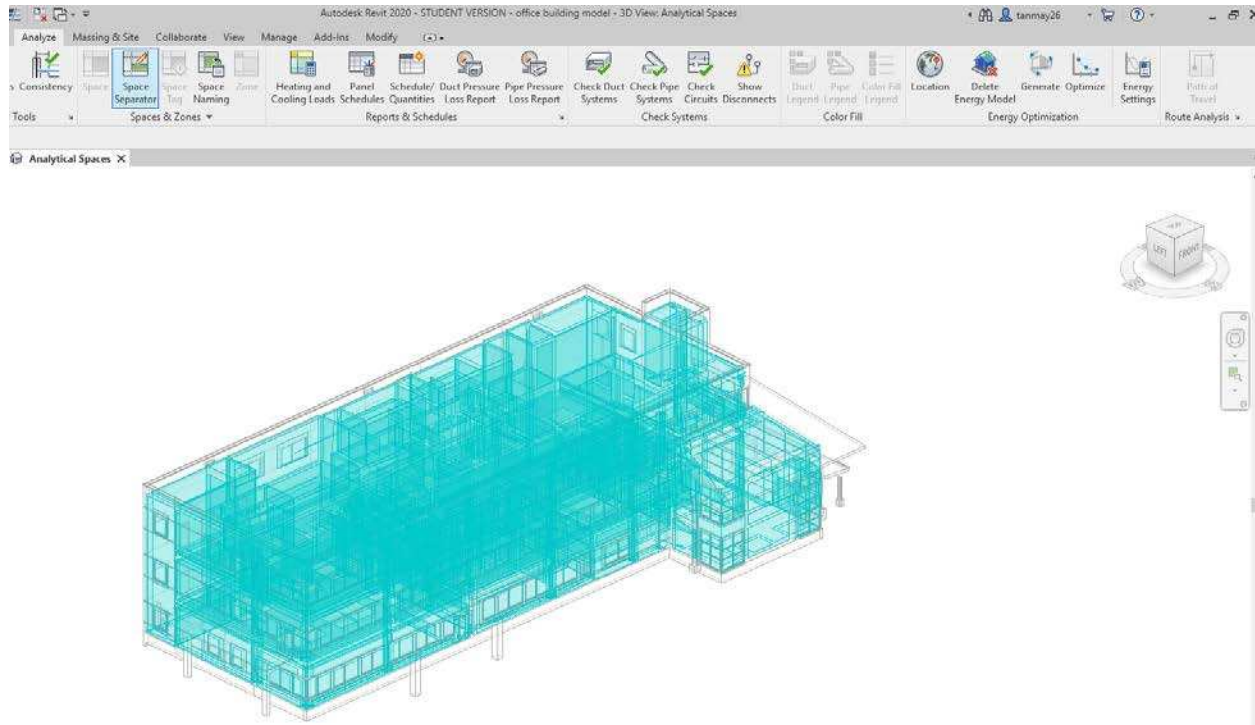 Autodesk Revit 2020 - STUDENT VERSION - office building model - 3D View: Analytical Spaces
tanmay26
Analyze Massing & Site Collaborate View Manage Add-Ins Modify
Consistency Space Space Separator Space Tag Space Naming Zone
Heating and Cooling Loads Panel Schedules Schedule/ Quantities Duct Pressure Loss Report Pipe Pressure Loss Report
Check Duct Systems Check Pipe Systems Check Circuits Show Disconnects
Duct Legend Pipe Legend Color Fill Legend
Location Delete Energy Model Generate Optimize Energy Settings
Path of Travel
Tools Spaces & Zones Reports & Schedules Check Systems Color Fill Energy Optimization Route Analysis
Analytical Spaces
LEFT FRONT